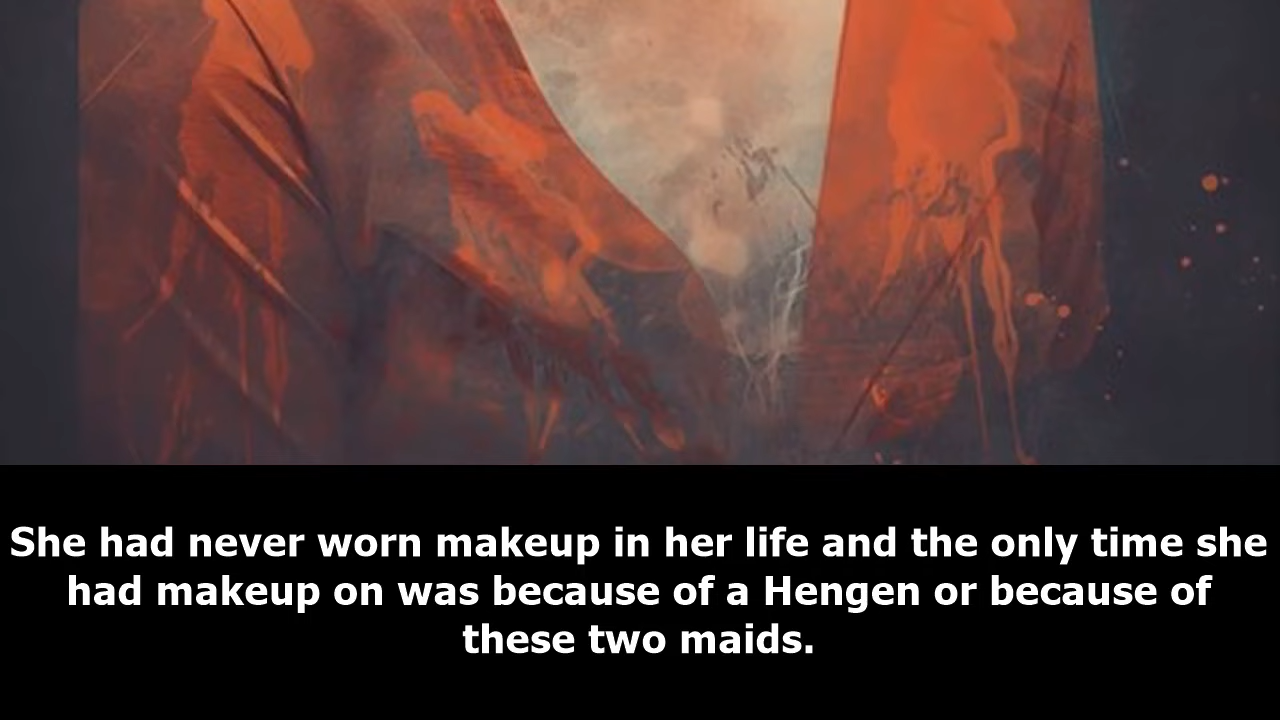 She had never worn makeup in her life and the only time she
had makeup on was because of a Hengen or because of
these two maids.